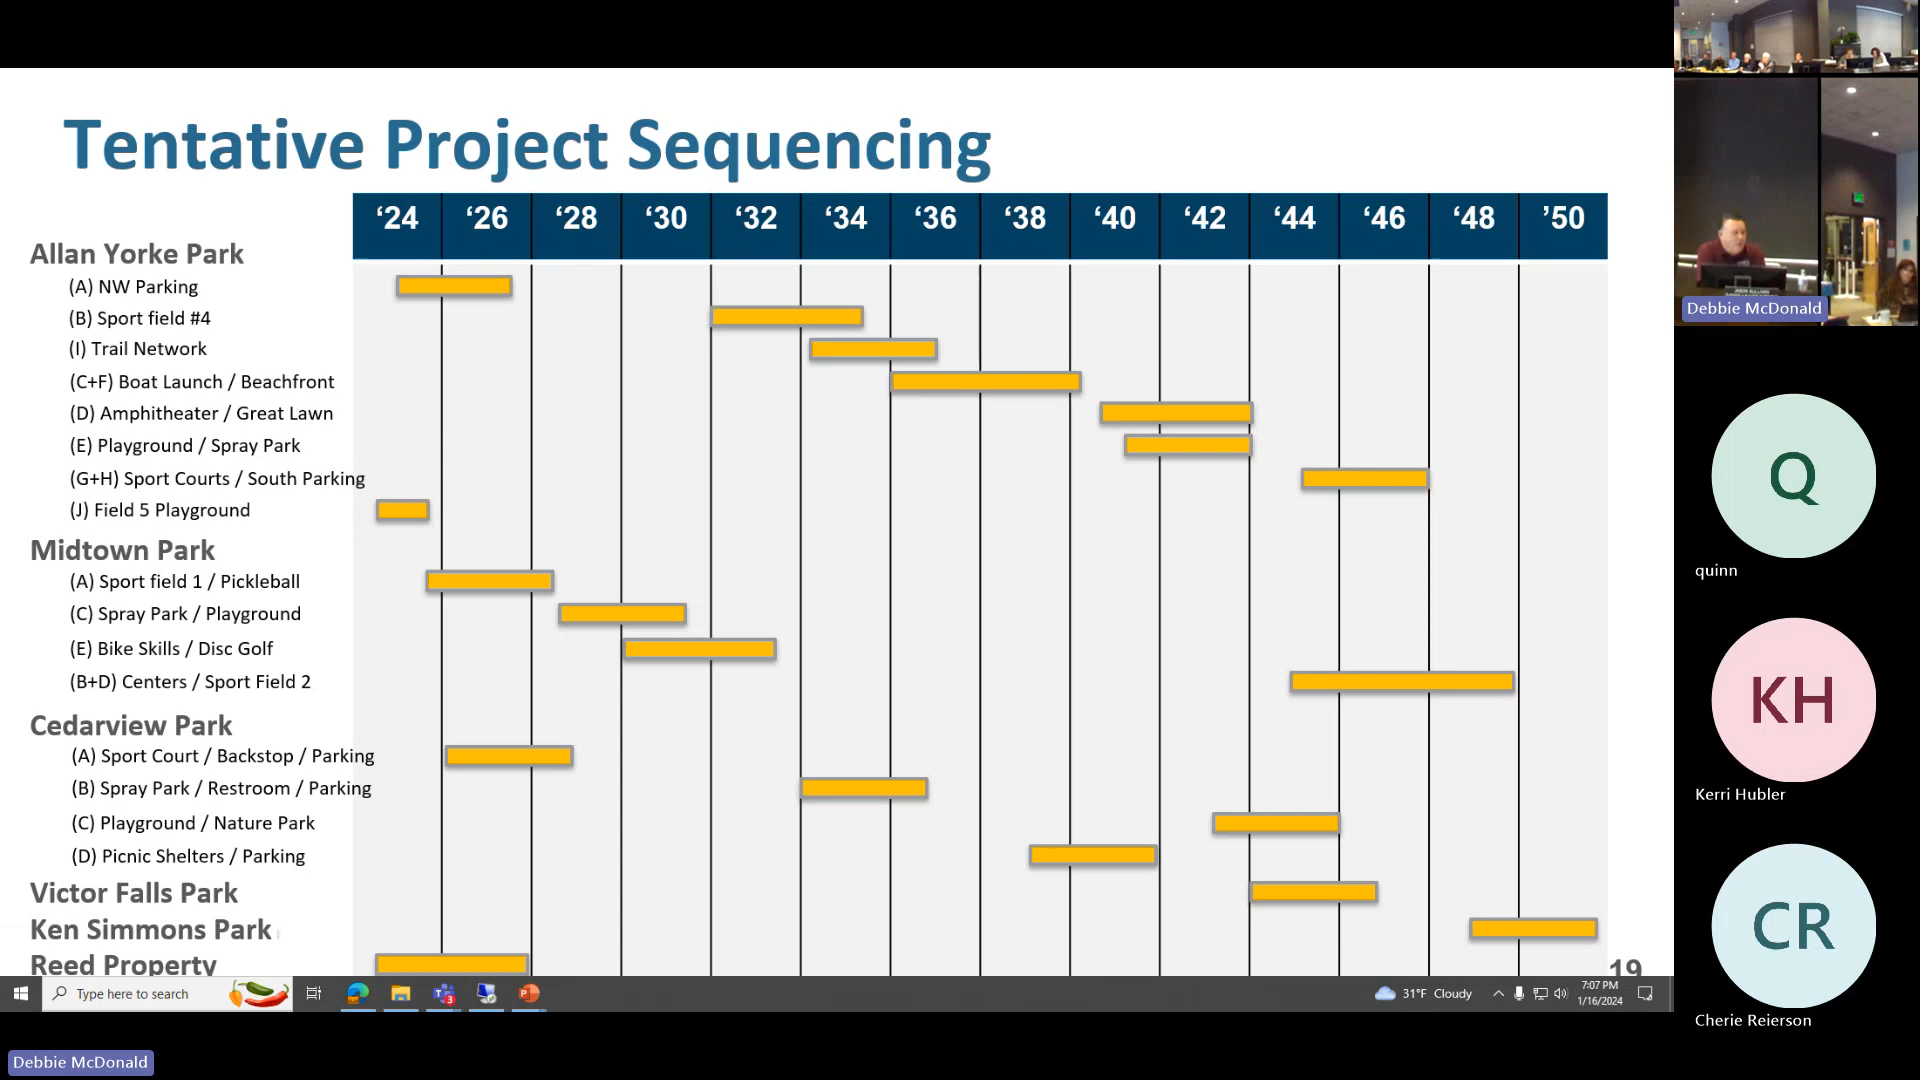 Tentative Project Sequencing
‘24 ‘26 ‘28 ‘30 ‘32 ‘34 ‘36 ‘38 ‘40 ‘42 ‘44 ‘46 ‘48 ’50
Allan Yorke Park
(A) NW Parking
(B) Sport field #4
(I) Trail Network
(C+F) Boat Launch / Beachfront
(D) Amphitheater / Great Lawn
(E) Playground / Spray Park
(G+H) Sport Courts / South Parking
(J) Field 5 Playground
Midtown Park
(A) Sport field 1 / Pickleball
(C) Spray Park / Playground
(E) Bike Skills / Disc Golf
(B+D) Centers / Sport Field 2
Cedarview Park
(A) Sport Court / Backstop / Parking
(B) Spray Park / Restroom / Parking
(C) Playground / Nature Park
(D) Picnic Shelters / Parking
Victor Falls Park
Ken Simmons Park
Reed Property
19
Type here to search
3
31°F Cloudy
7:07 PM
1/16/2024
Debbie McDonald
Debbie McDonald
Q
quinn
KH
Kerri Hubler
CR
Cherie Reierson